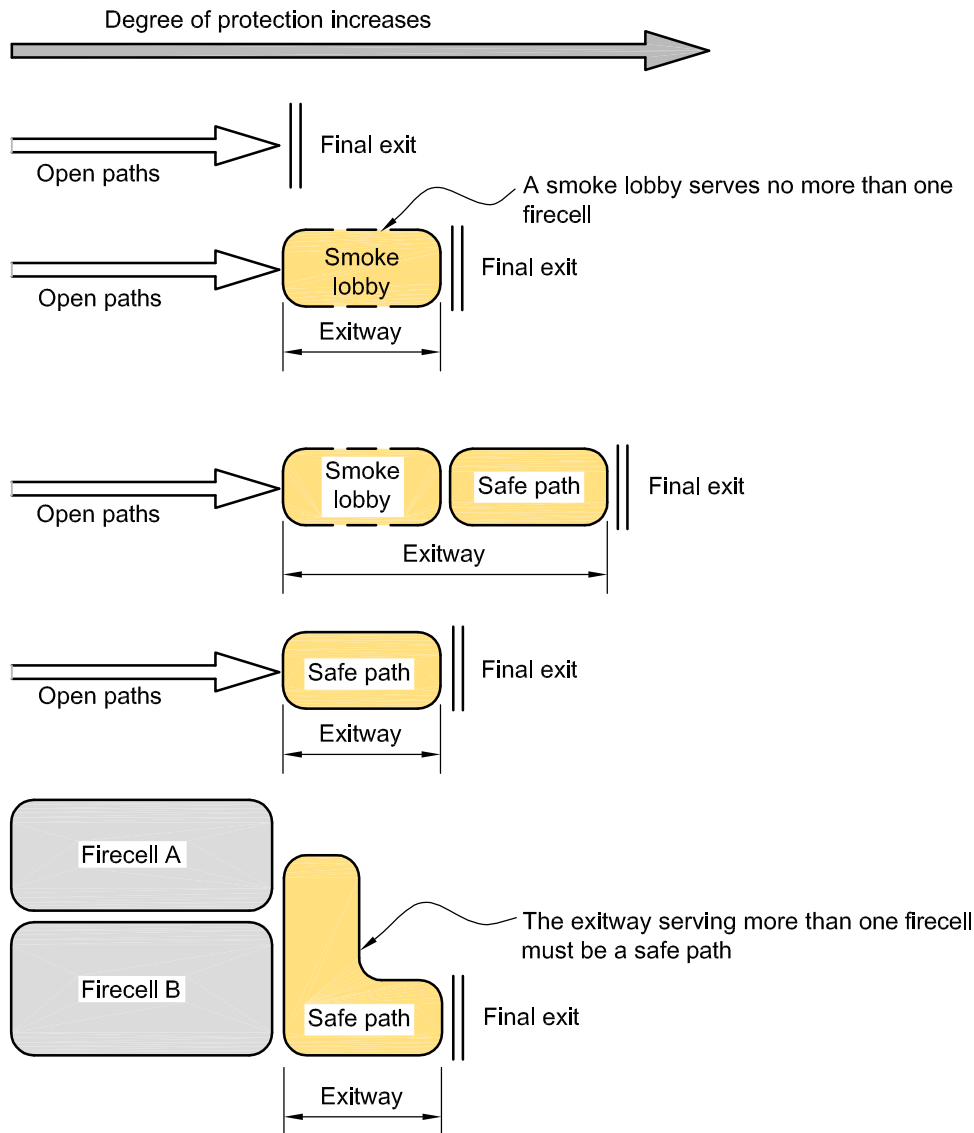 Degree of protection increases
Final exit
Open paths
A smoke lobby serves no more than one
firecell
Smoke
lobby
Final exit
Open paths
Exitway
Smoke
lobby
Safe path
Final exit
Open paths
Exitway
Safe path
Final exit
Open paths
Exitway
Firecell A
The exitway serving more than one firecell
must be a safe path
Firecell B
Safe path
Final exit
Exitway